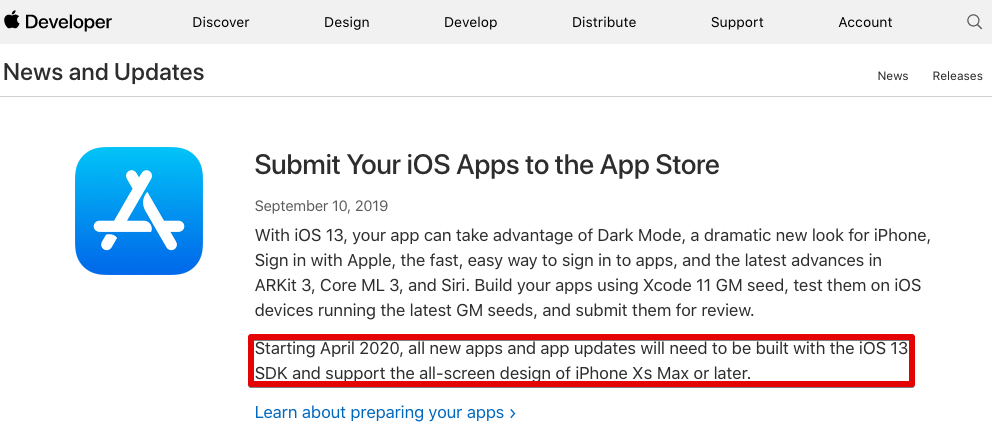 Developer
Discover
Design
Develop
Distribute
Support
Account
News and Updates
News
Releases
Submit Your iOS Apps to the App Store
September 10, 2019
With iOS 13, your app can take advantage of Dark Mode, a dramatic new look for iPhone,
Sign in with Apple, the fast, easy way to sign in to apps, and the latest advances in
ARKit 3, Core ML 3, and Siri. Build your apps using Xcode 11 GM seed, test them on iOS
devices running the latest GM seeds, and submit them for review.
Starting April 2020, all new apps and app updates will need to be built with the iOS 13
SDK and support the all-screen design of iPhone Xs Max or later.
Learn about preparing your apps ›